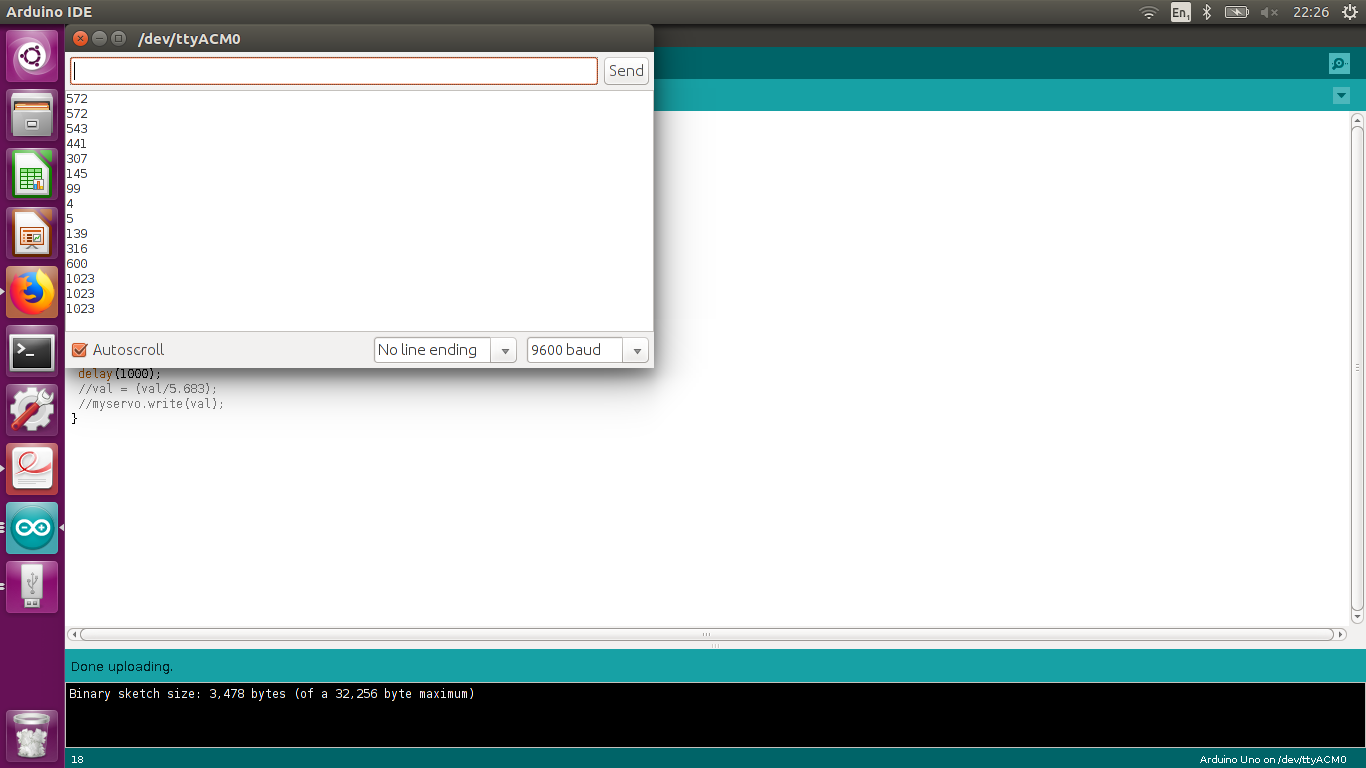 Arduino IDE
En1
22:26
/dev/ttyACM0
Send
572
572
543
441
307
145
99
4
5
139
316
600
1023
1023
1023
Autoscroll
No line ending
9600 baud
delay(1000);
//val = (val/5.683);
//myservo.write(val);
}
Done uploading.
Binary sketch size: 3,478 bytes (of a 32,256 byte maximum)
18
Arduino Uno on /dev/ttyACM0